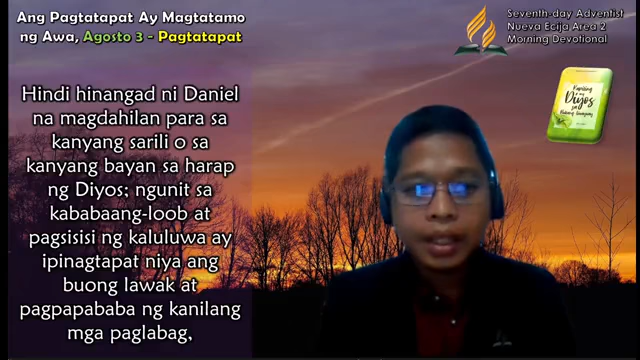 Ang Pagtatapat Ay Magtatamo
ng Awa, Agosto 3 - Pagtatapat
Seventh-day Adventist
Nueva Ecija Area 2
Morning Devotional
Kanilang
Diyos
Hindi hinangad ni Daniel
na magdahilan para sa
kanyang sarili o sa
kanyang bayan sa harap
ng Diyos; ngunit sa
kababaang-loob at
pagsisisi ng kaluluwa ay
ipinagtapat niya ang
buong lawak at
pagpapababa ng kanilang
mga paglabag,